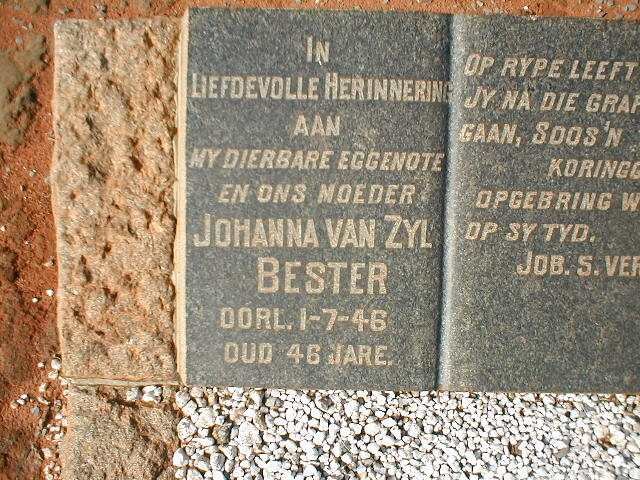 IN
LIEFDEVOLLE HERINNERING
AAN
MY DIERBARE EGGENOTE
EN ONS MOEDER
JOHANNA VAN ZYL
BESTER
OORL. 1-7-46
OUD 46 JARE.
OP RYPE LEEFT
JY NA DIE GRA
GAAN, SOOS'N
KORING
OPGEBRING W
OP SY TYD.
JOB. 5. VER